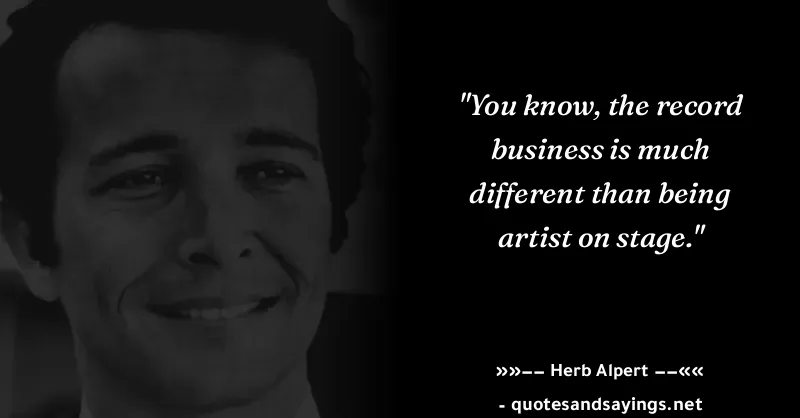 "You know, the record
business is much
different than being
artist on stage."
»»–– Herb Alpert ––««
- quotesandsayings.net